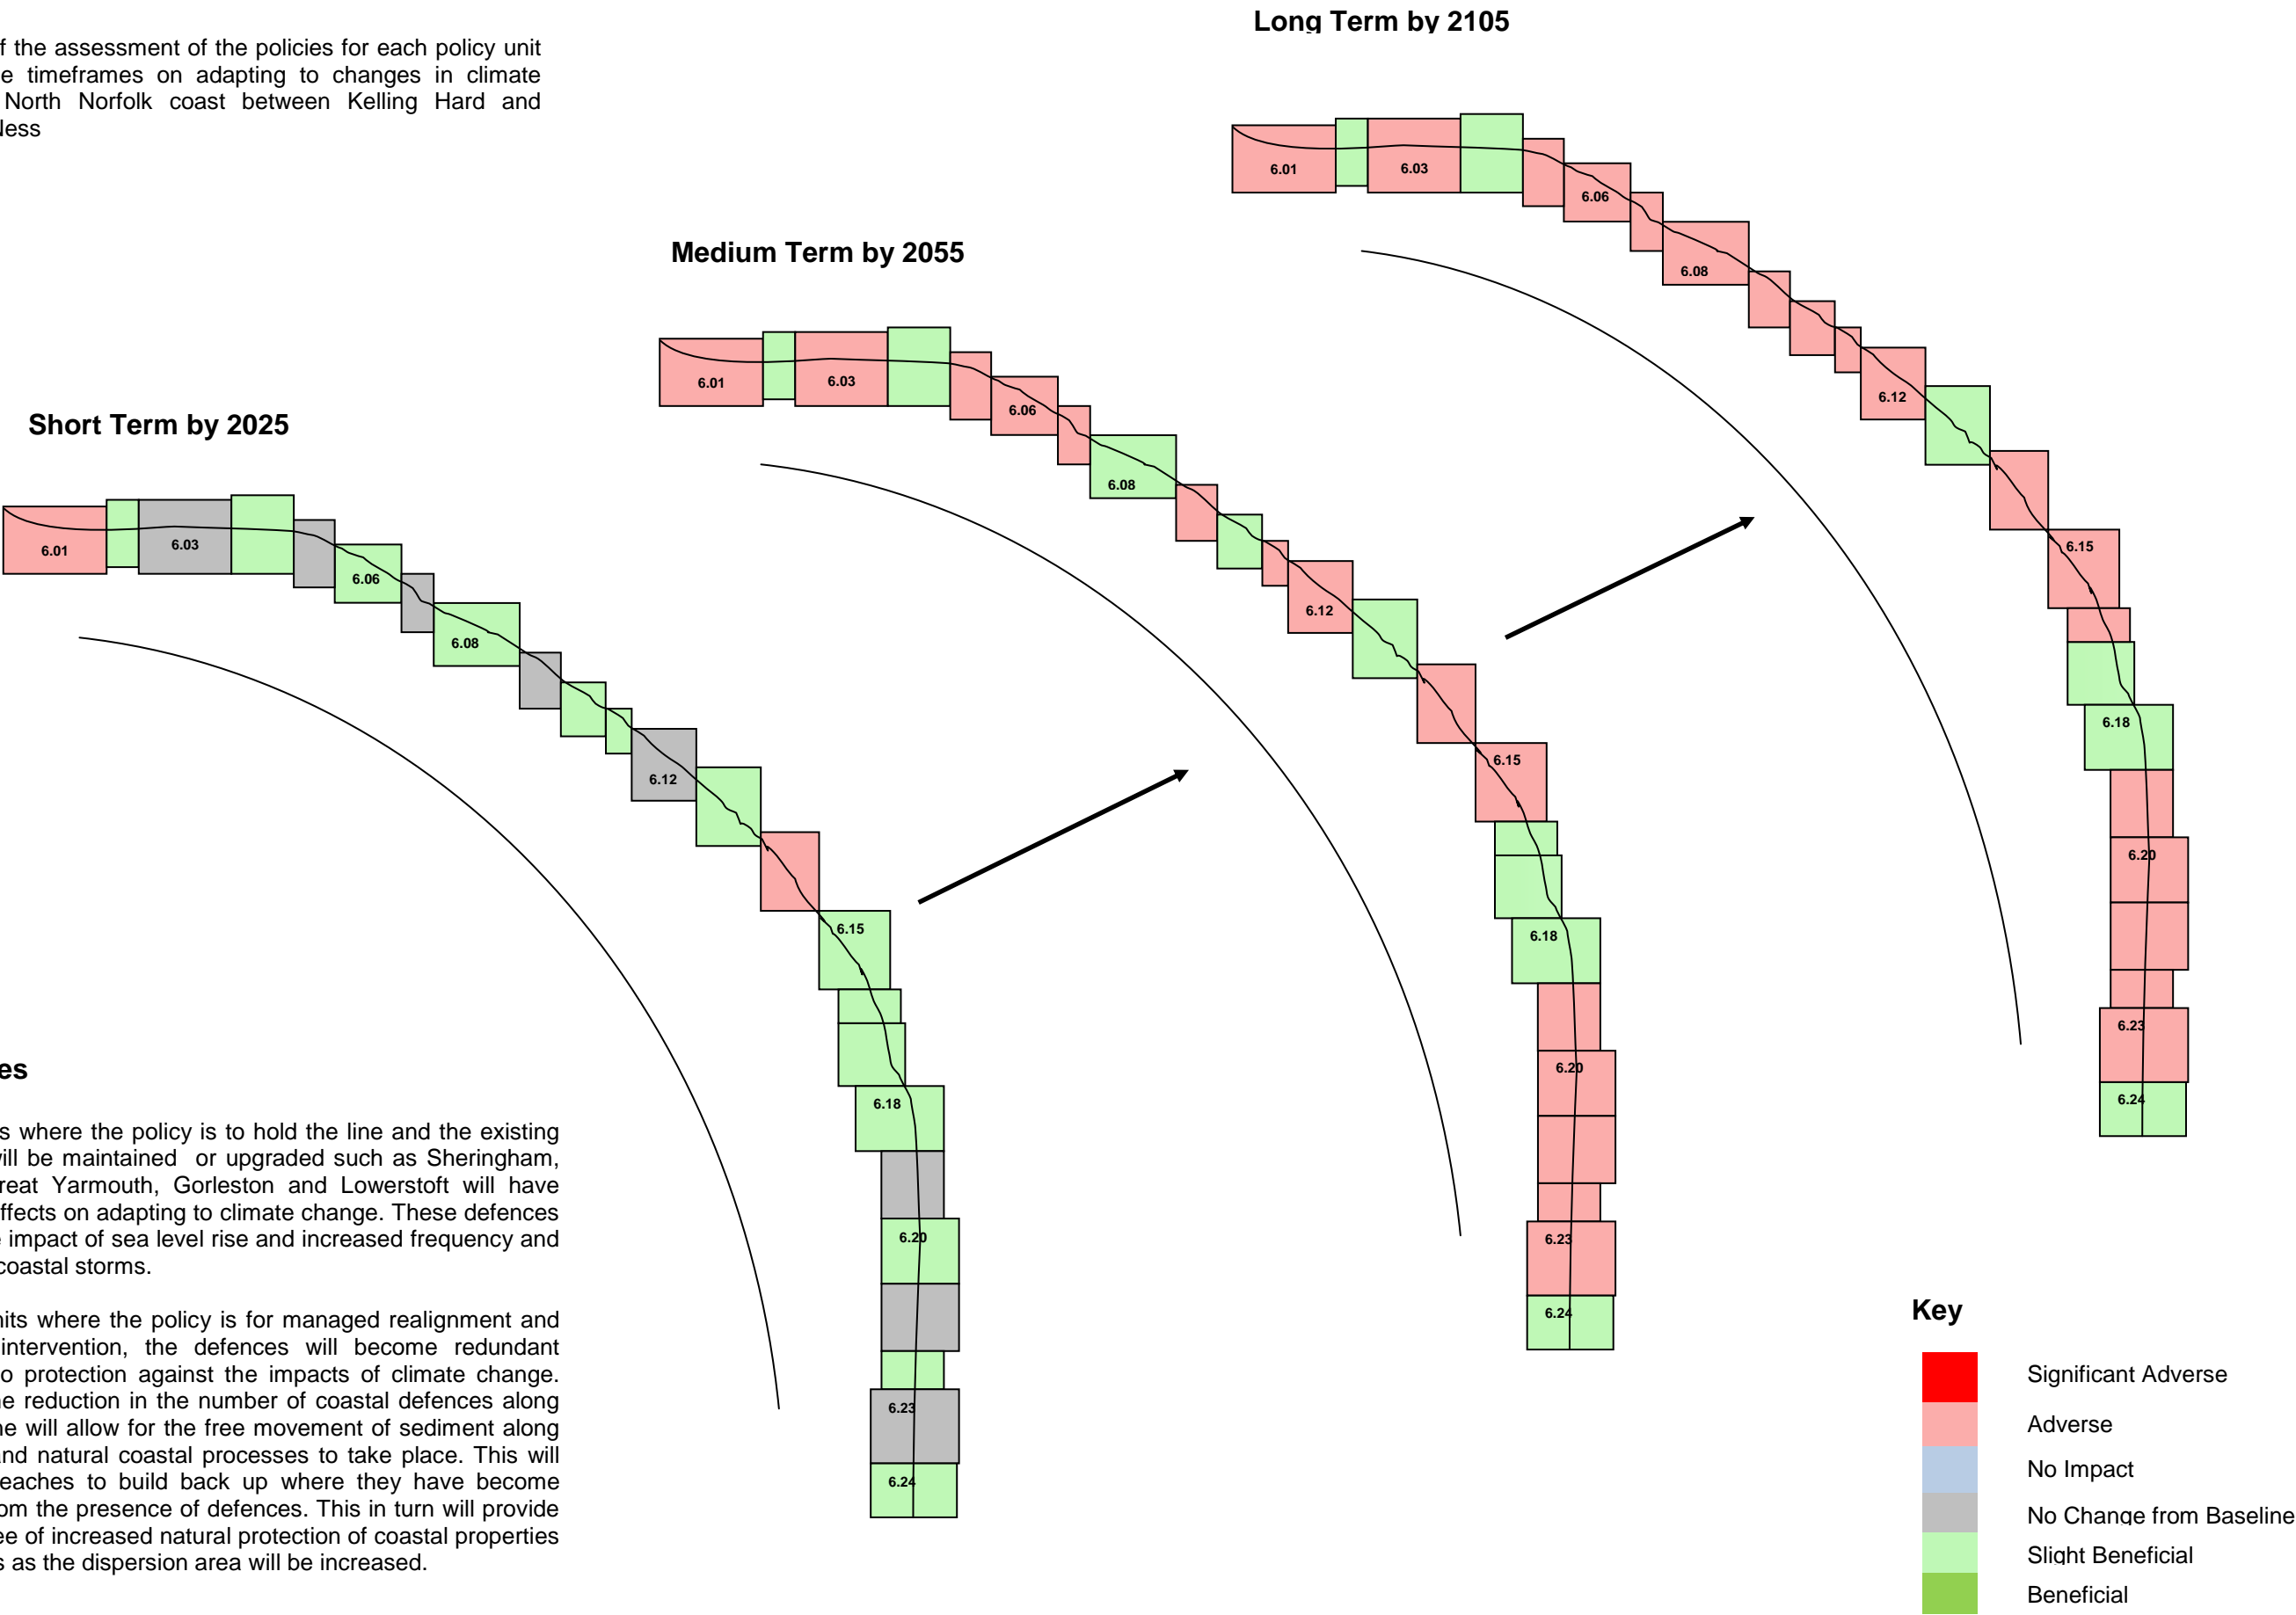 Long Term by 2105
f the assessment of the policies for each policy unit
e timeframes on adapting to changes in climate
North Norfolk coast between Kelling Hard and
Ness
6.01
6.03
6.06
6.08
6.12
6.15
6.18
6.20
6.23
6.24
Medium Term by 2055
6.01
6.03
6.06
6.08
6.12
6.15
6.18
6.20
6.23
6.24
Short Term by 2025
6.01
6.03
6.06
6.08
6.12
6.15
6.18
6.20
6.23
6.24
es
s where the policy is to hold the line and the existing
will be maintained or upgraded such as Sheringham,
reat Yarmouth, Gorleston and Lowerstoft will have
ffects on adapting to climate change. These defences
e impact of sea level rise and increased frequency and
coastal storms.
nits where the policy is for managed realignment and
intervention, the defences will become redundant
o protection against the impacts of climate change.
he reduction in the number of coastal defences along
ne will allow for the free movement of sediment along
and natural coastal processes to take place. This will
eaches to build back up where they have become
om the presence of defences. This in turn will provide
ee of increased natural protection of coastal properties
s as the dispersion area will be increased.
Key
Significant Adverse
Adverse
No Impact
No Change from Baseline
Slight Beneficial
Beneficial